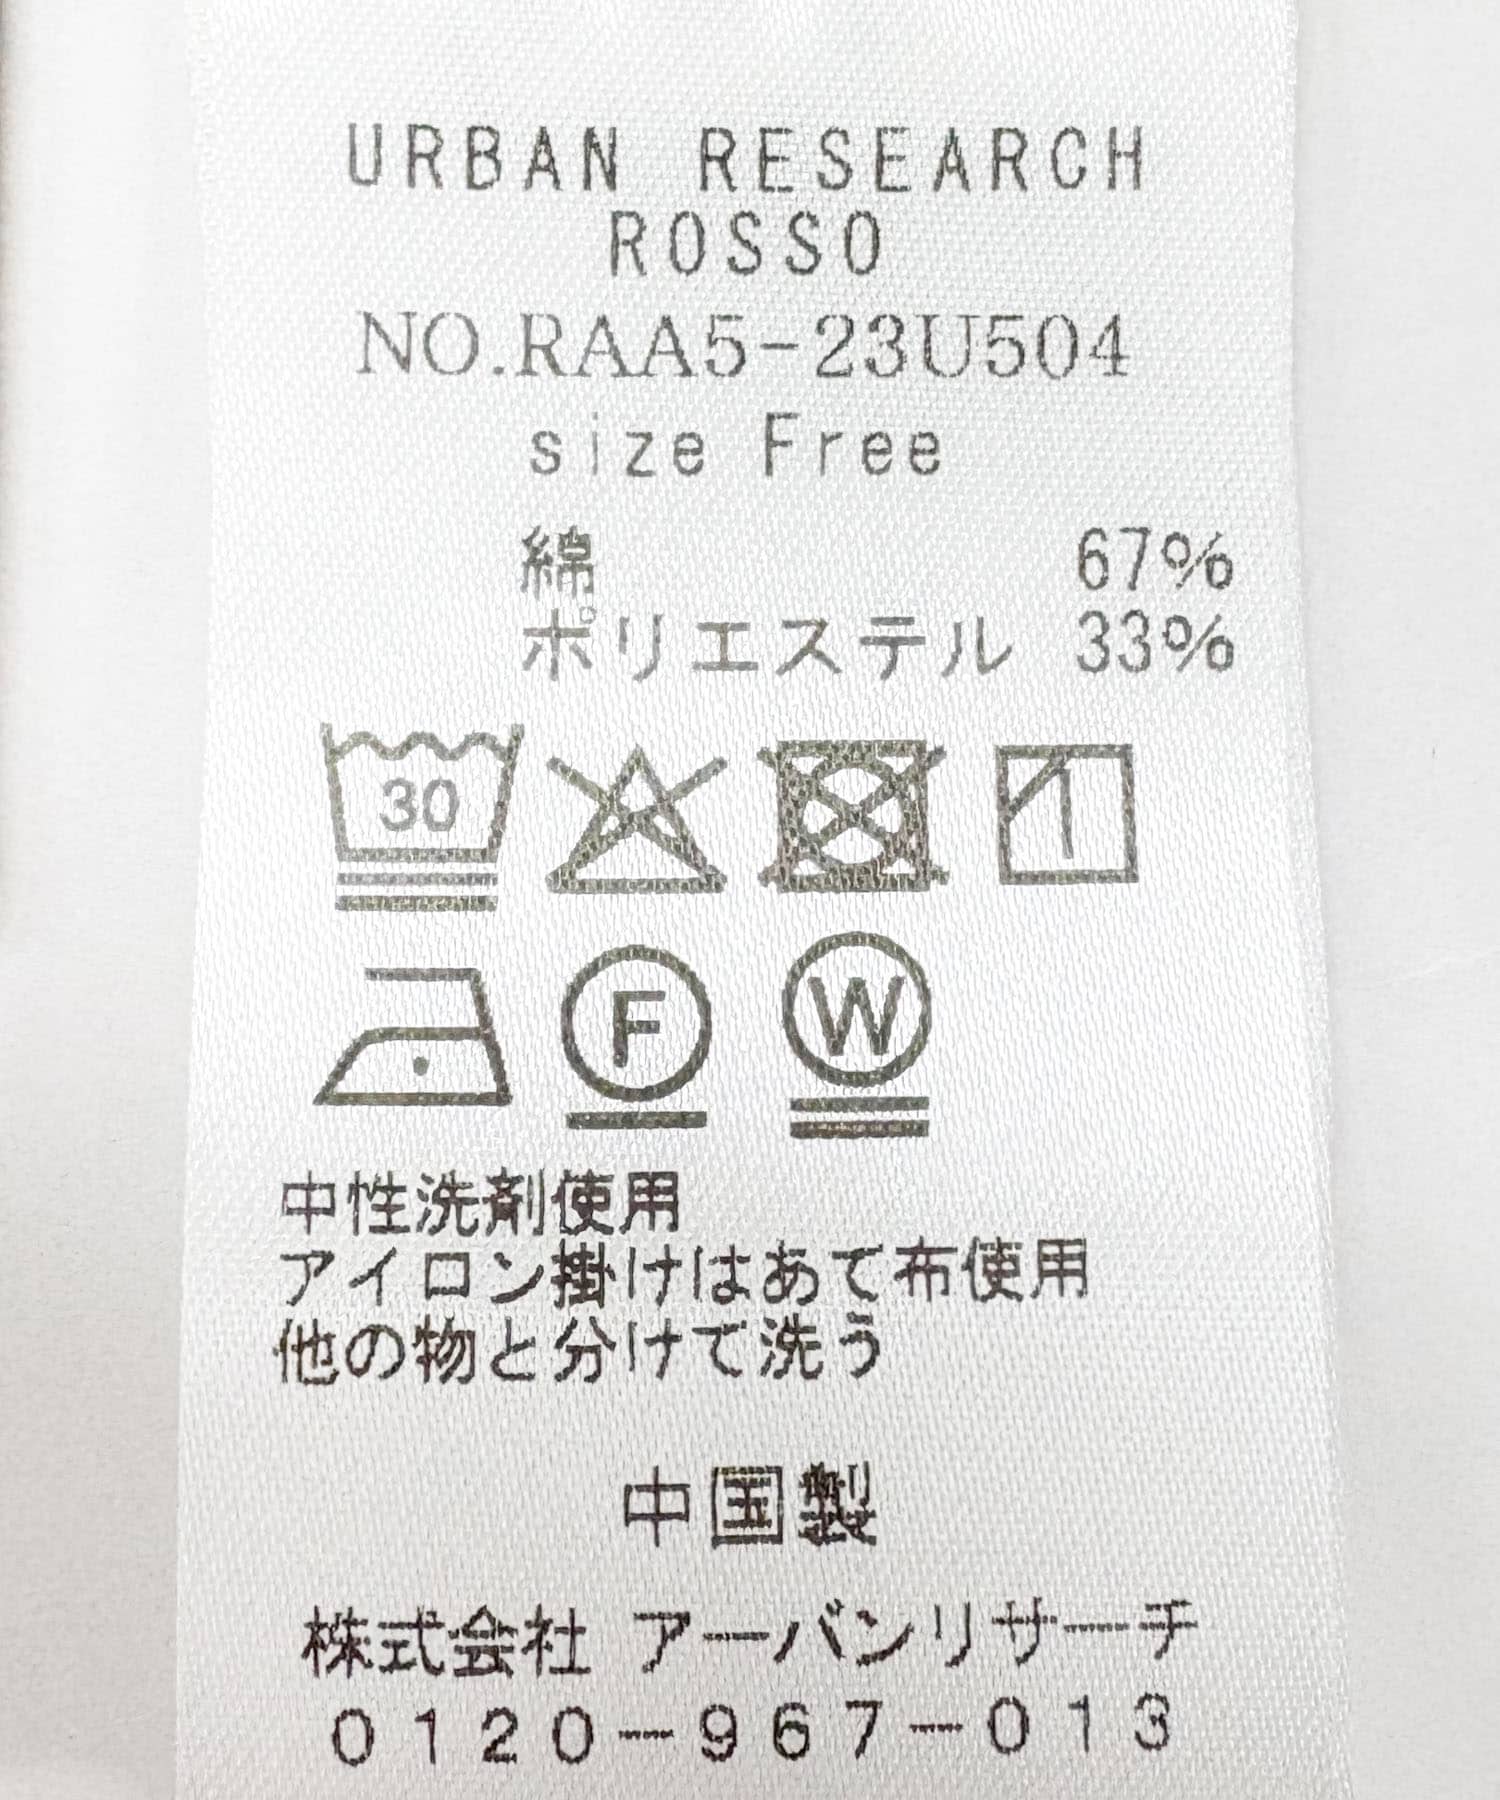 URBAN RESEARCH
ROSSO
NO.RAA5-23U504
size Free
綿 67%
ポリエステル 33%
30
F W
中性洗剤使用
アイロン掛けはあて布使用
他の物と分けて洗う
中国製
株式会社 アーバンリサーチ
0120-967-013